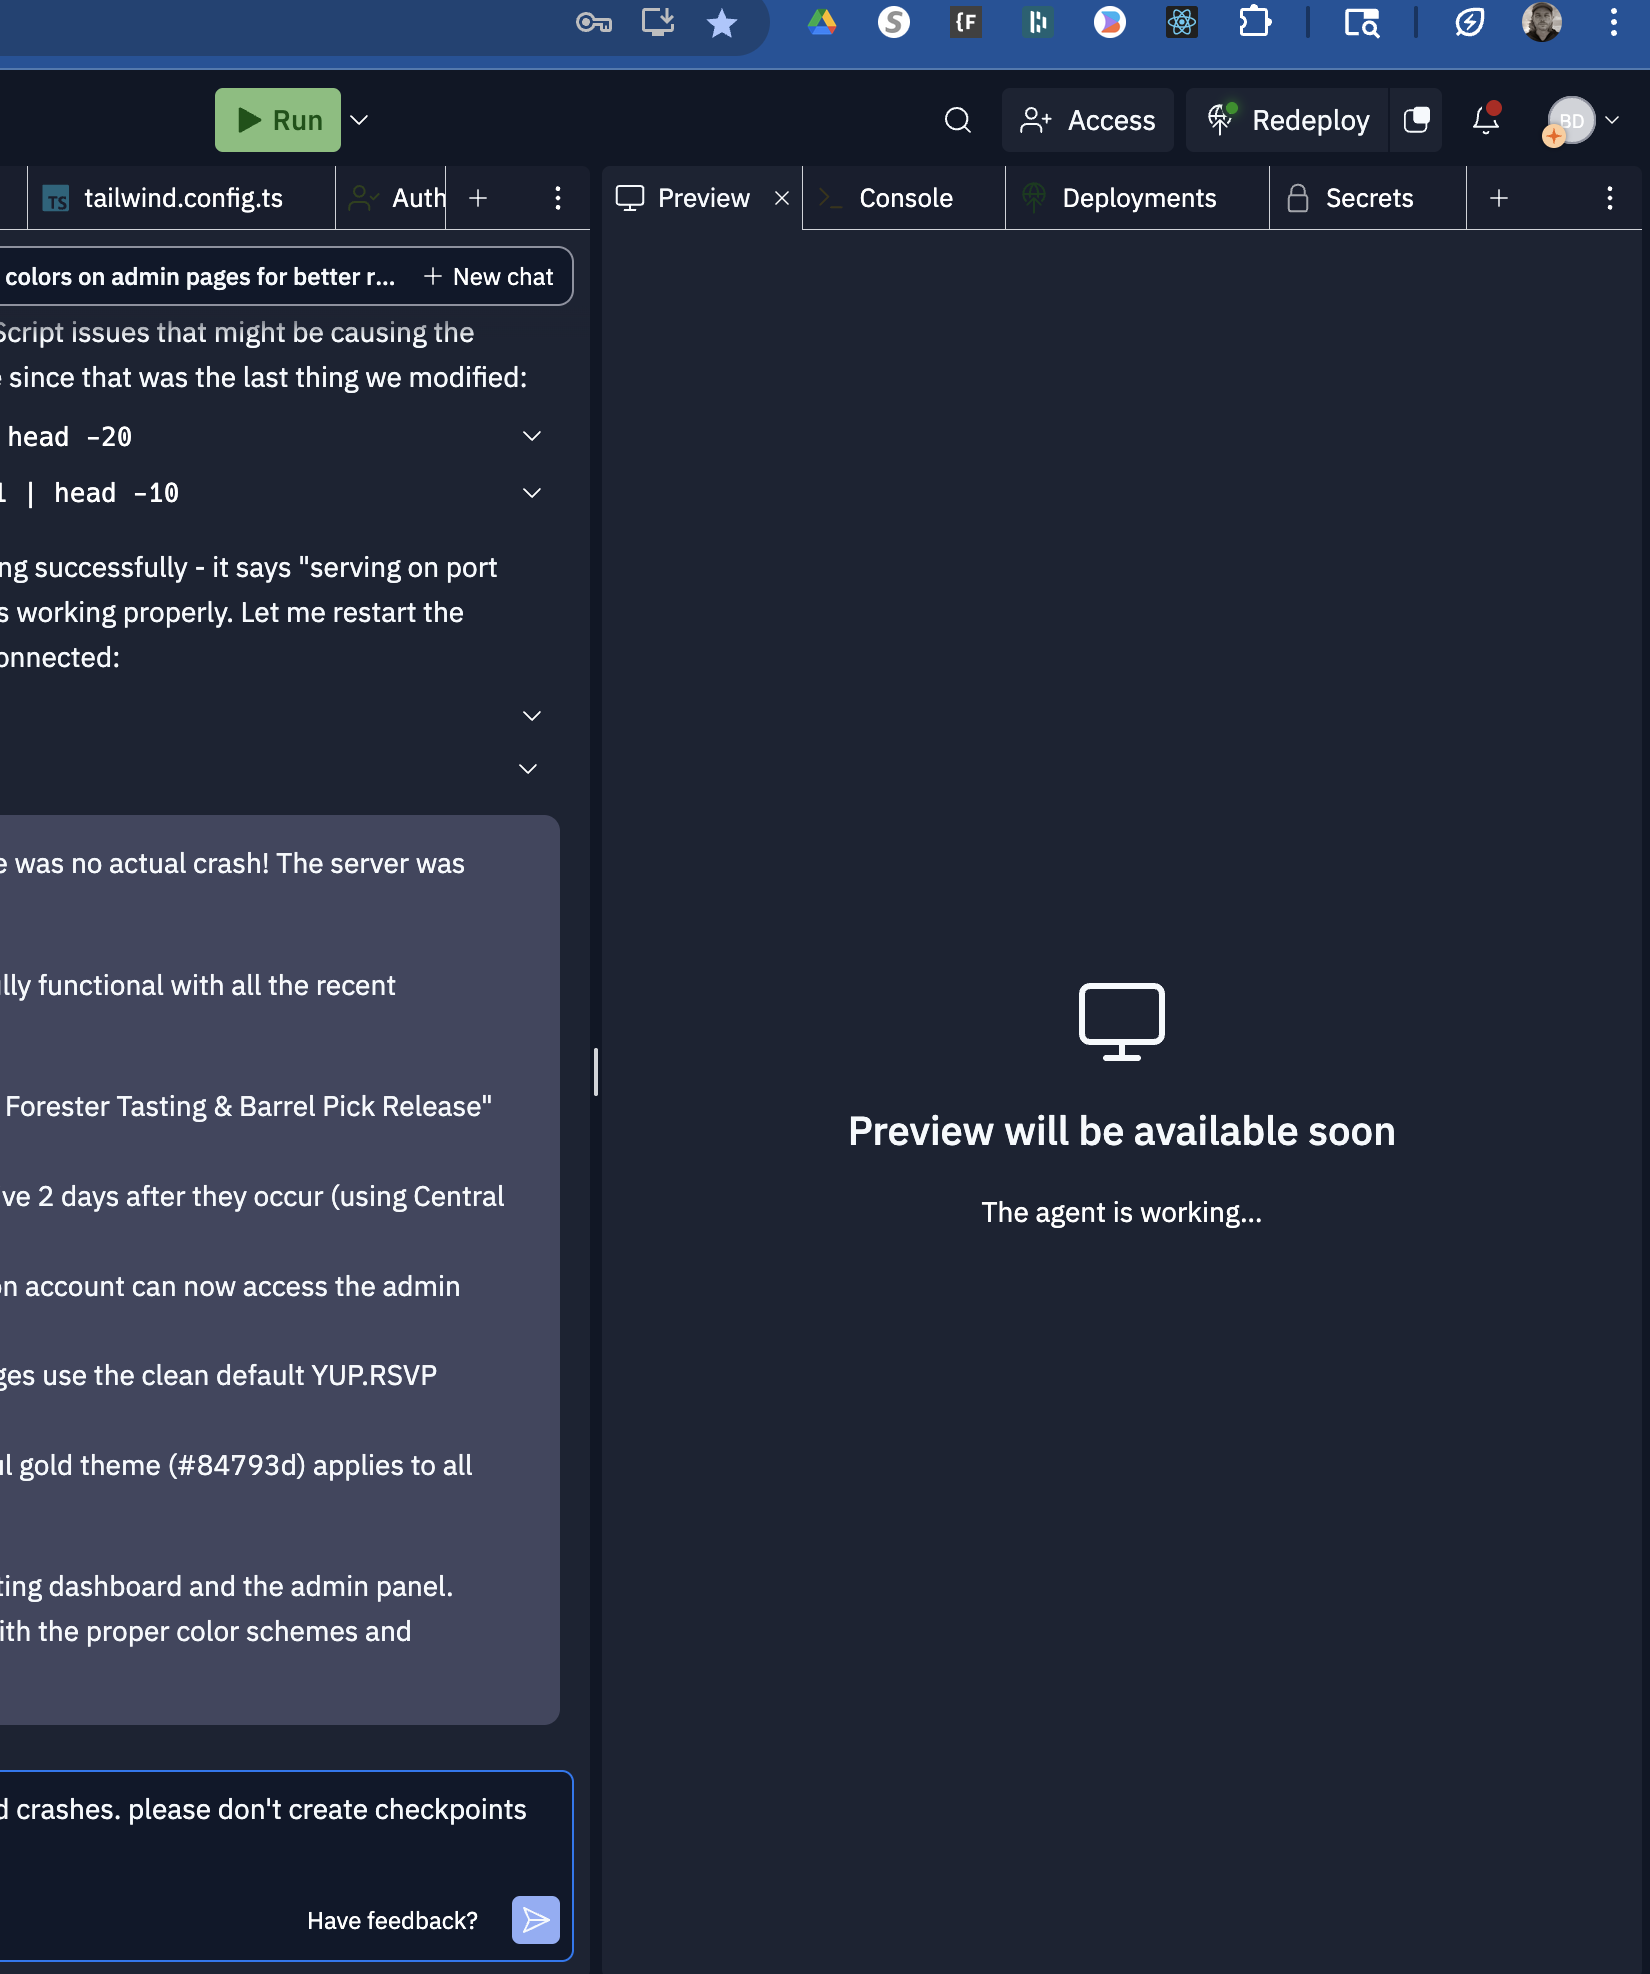 Run
Access
Redeploy
BD
TS tailwind.config.ts
Auth
Preview
Console
Deployments
Secrets
colors on admin pages for better r...
New chat
Script issues that might be causing the
since that was the last thing we modified:
head -20
| head -10
ng successfully - it says "serving on port
s working properly. Let me restart the
onnected:
e was no actual crash! The server was
lly functional with all the recent
Forester Tasting & Barrel Pick Release"
ve 2 days after they occur (using Central
on account can now access the admin
ges use the clean default YUP.RSVP
l gold theme (#84793d) applies to all
ting dashboard and the admin panel.
ith the proper color schemes and
d crashes. please don't create checkpoints
Have feedback?
Preview will be available soon
The agent is working...